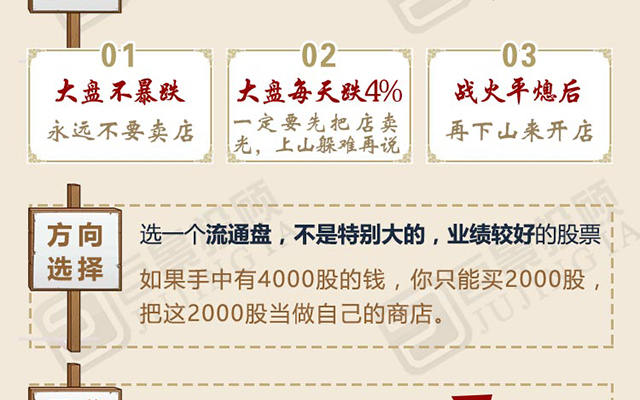 01
大盘不暴跌
永远不要卖店
02
大盘每天跌4%
一定要先把店卖
光，上山躲难再说
03
战火平熄后
再下山来开店
方向
选择
选一个流通盘，不是特别大的，业绩较好的股票
如果手中有4000股的钱，你只能买2000股，
把这2000股当做自己的商店。
巨景投顾
JUJINGTA